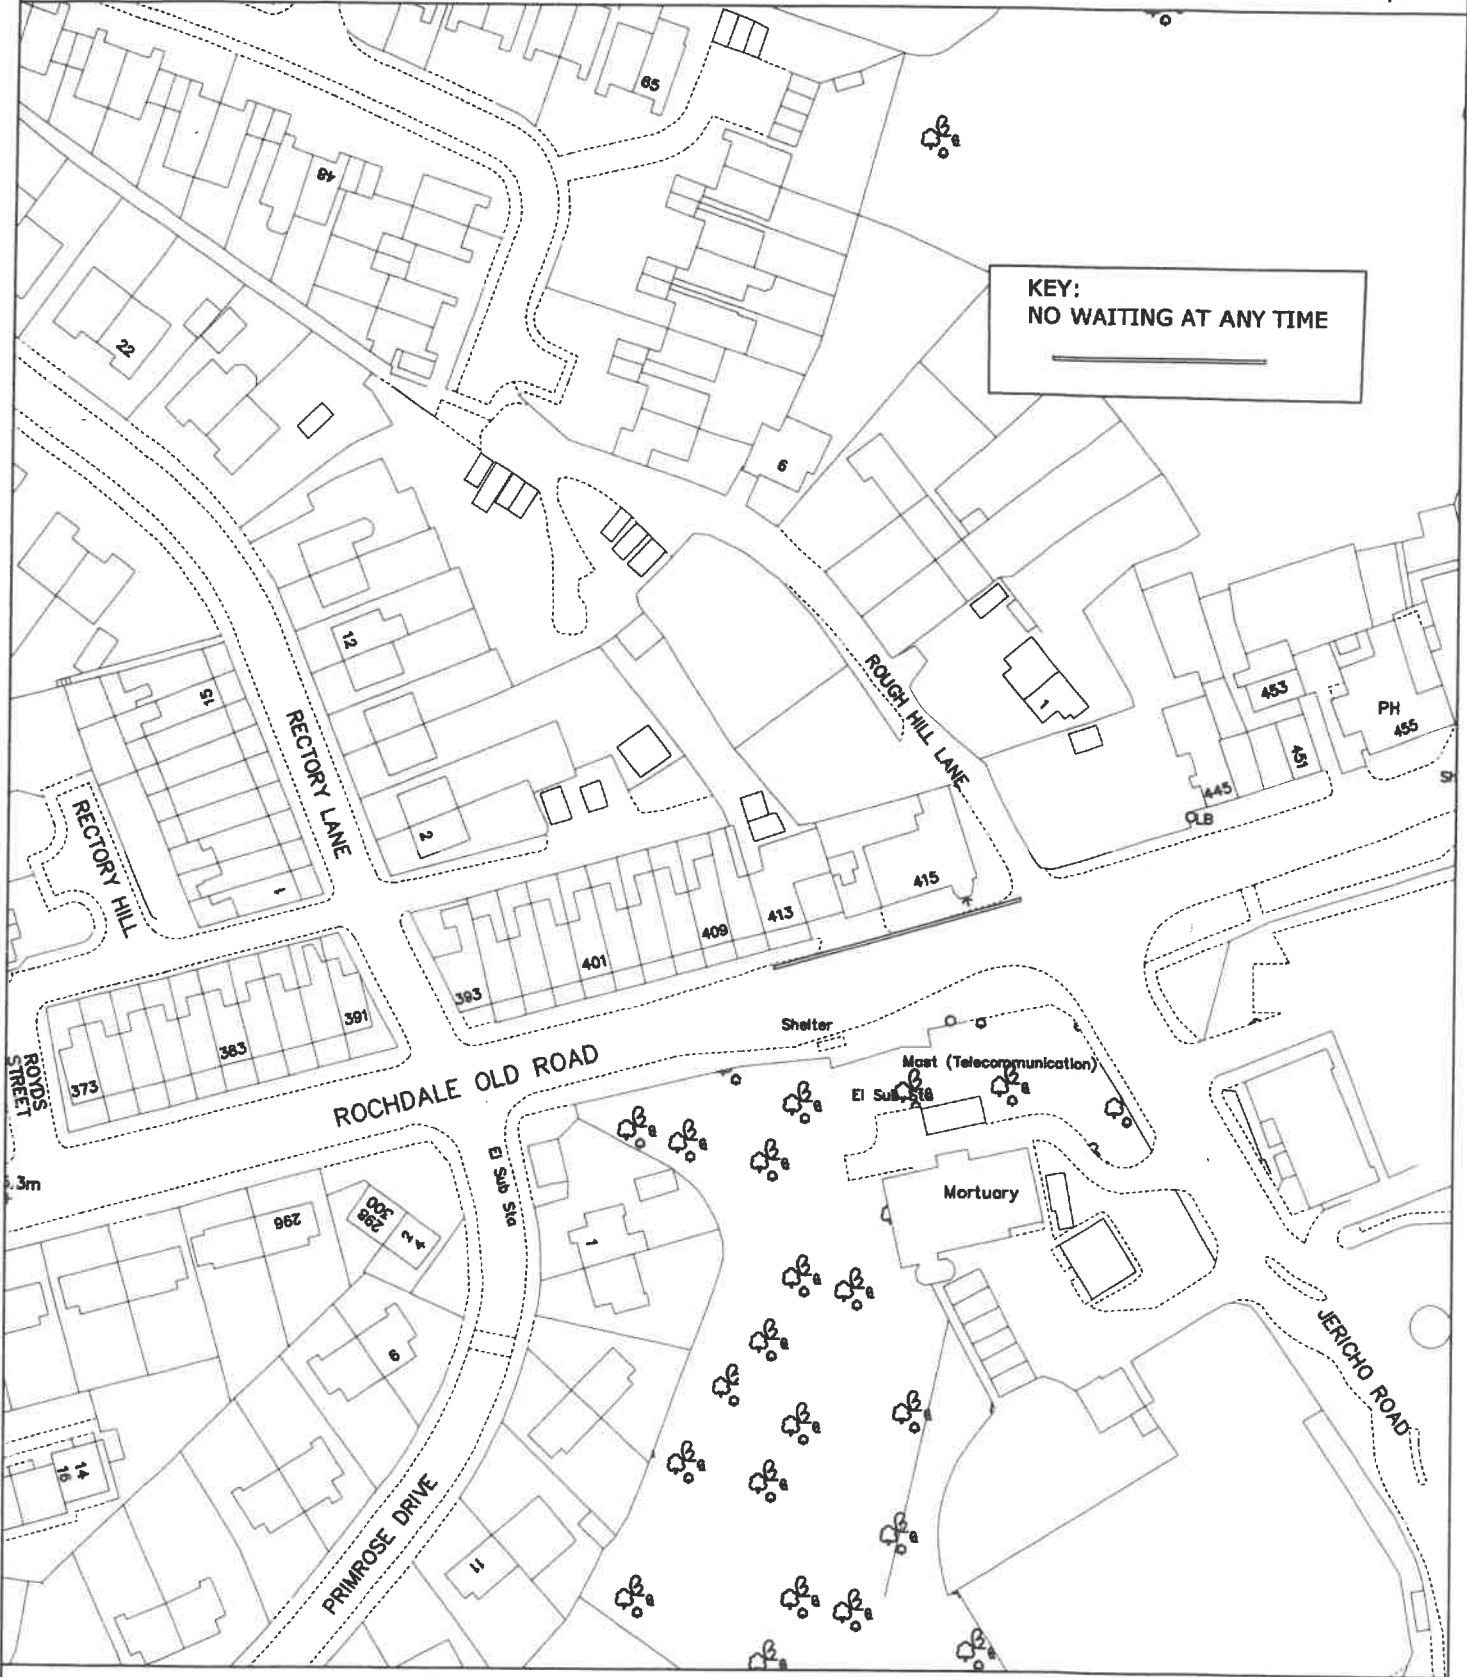 65
48
KEY:
NO WAITING AT ANY TIME
22
6
12
ROUGH HILL LANE
1
453
PH
455
15
RECTORY LANE
451
445
LB
2
RECTORY HILL
1
415
413
409
401
393
391
383
373
ROYDS
STREET
Shelter
ROCHDALE OLD ROAD
Mast (Telecommunication)
El Sub Sta
El Sub Sta
.3m
Mortuary
296
298
300
2
4
1
9
JERICHO ROAD
14
16
PRIMROSE DRIVE
11